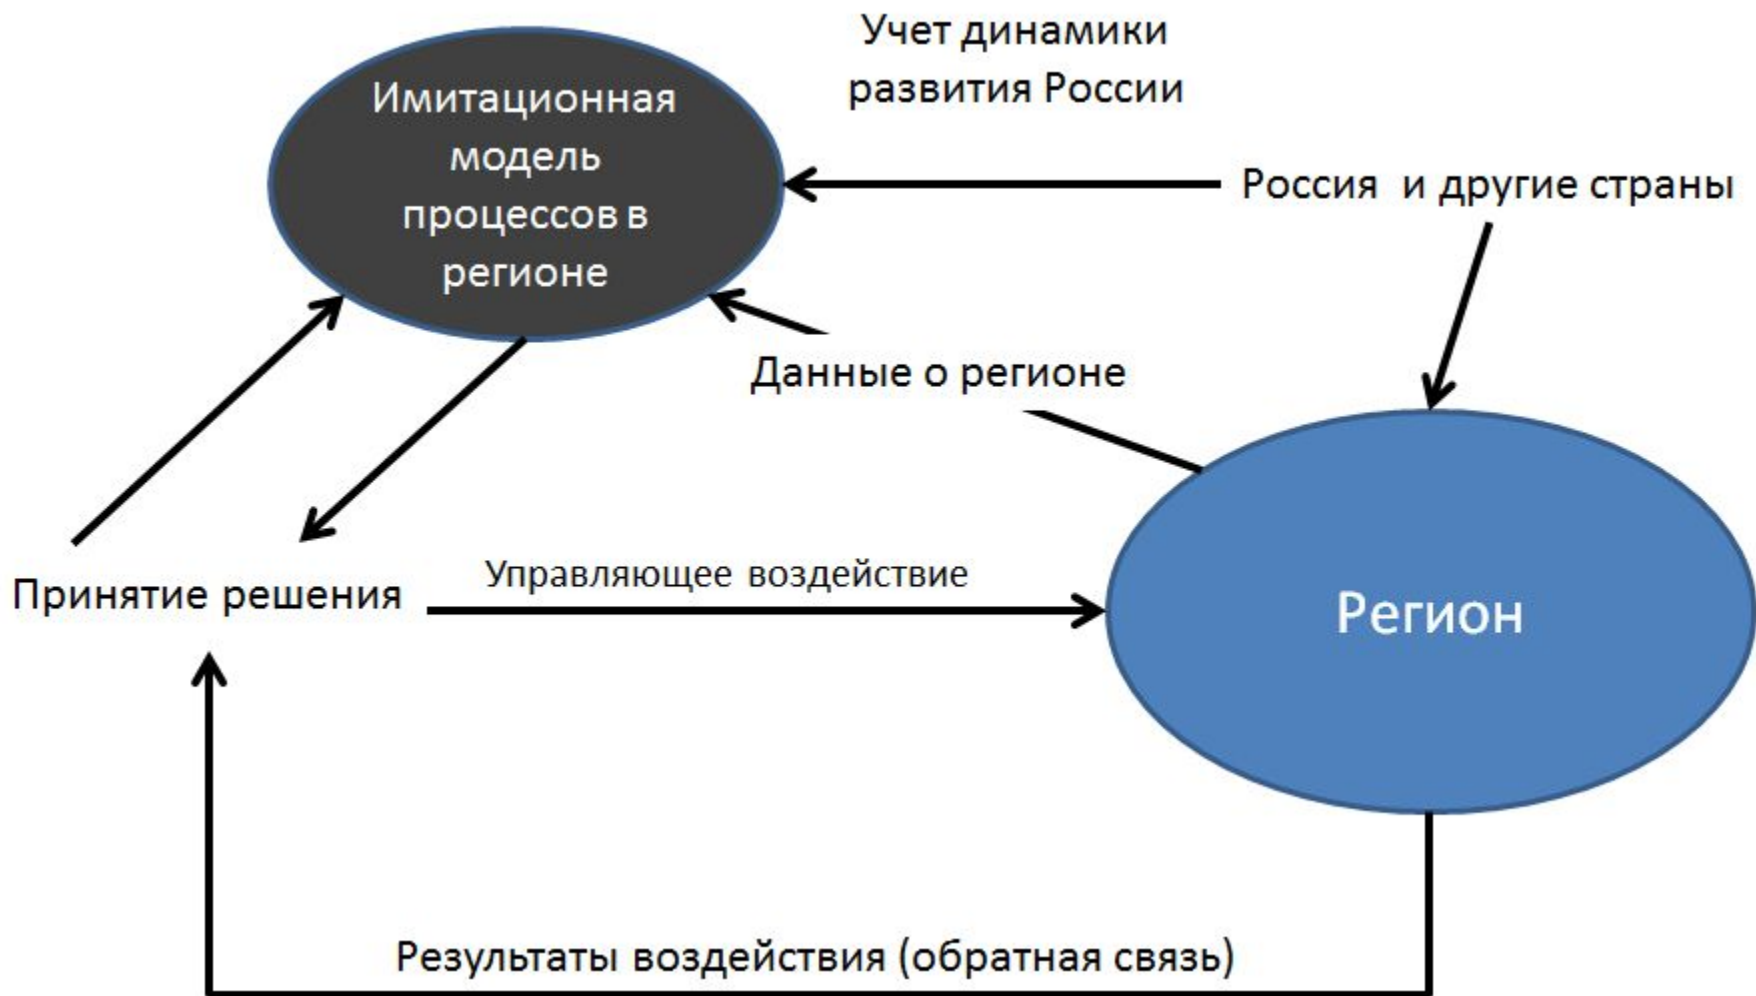 Учет динамики
развития России
Имитационная
модель
процессов в
регионе
Россия и другие страны
Данные о регионе
Управляющее воздействие
Принятие решения
Регион
Результаты воздействия (обратная связь)